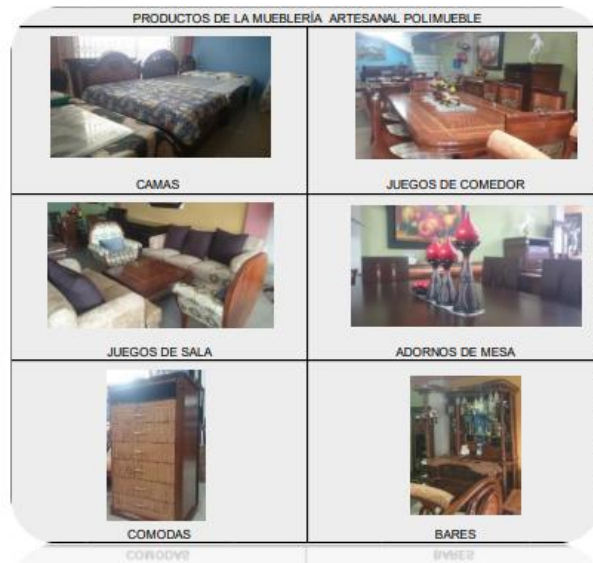 PRODUCTOS DE LA MUEBLERÍA ARTESANAL POLIMUEBLE
CAMAS
JUEGOS DE COMEDOR
JUEGOS DE SALA
ADORNOS DE MESA
COMODAS
BARES